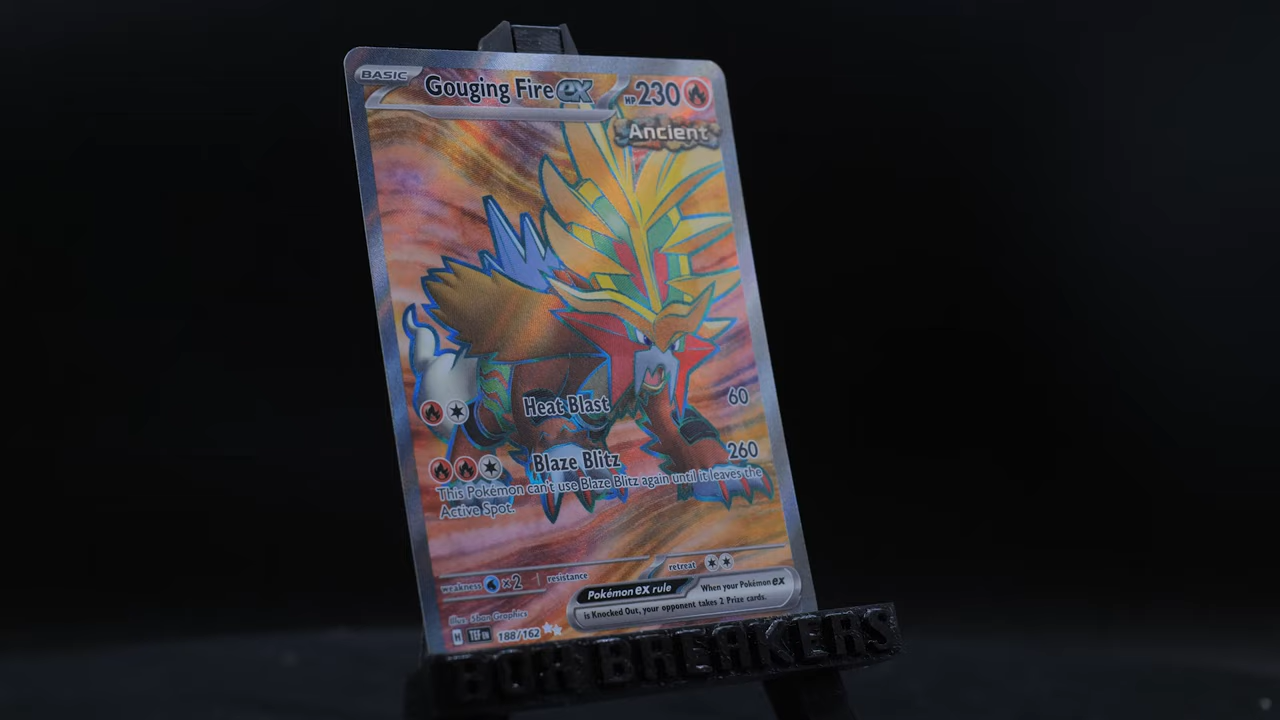 BASIC Gouging Fire ex HP 230
Ancient
Heat Blast 60
Blaze Blitz 260
This Pokémon can't use Blaze Blitz again until it leaves the
Active Spot.
weakness ×2 resistance retreat
Pokémon ex rule When your Pokémon ex
is Knocked Out, your opponent takes 2 Prize cards.
Illus. 5ban Graphics
H TEF EN 188/162
BOX BREAKERS